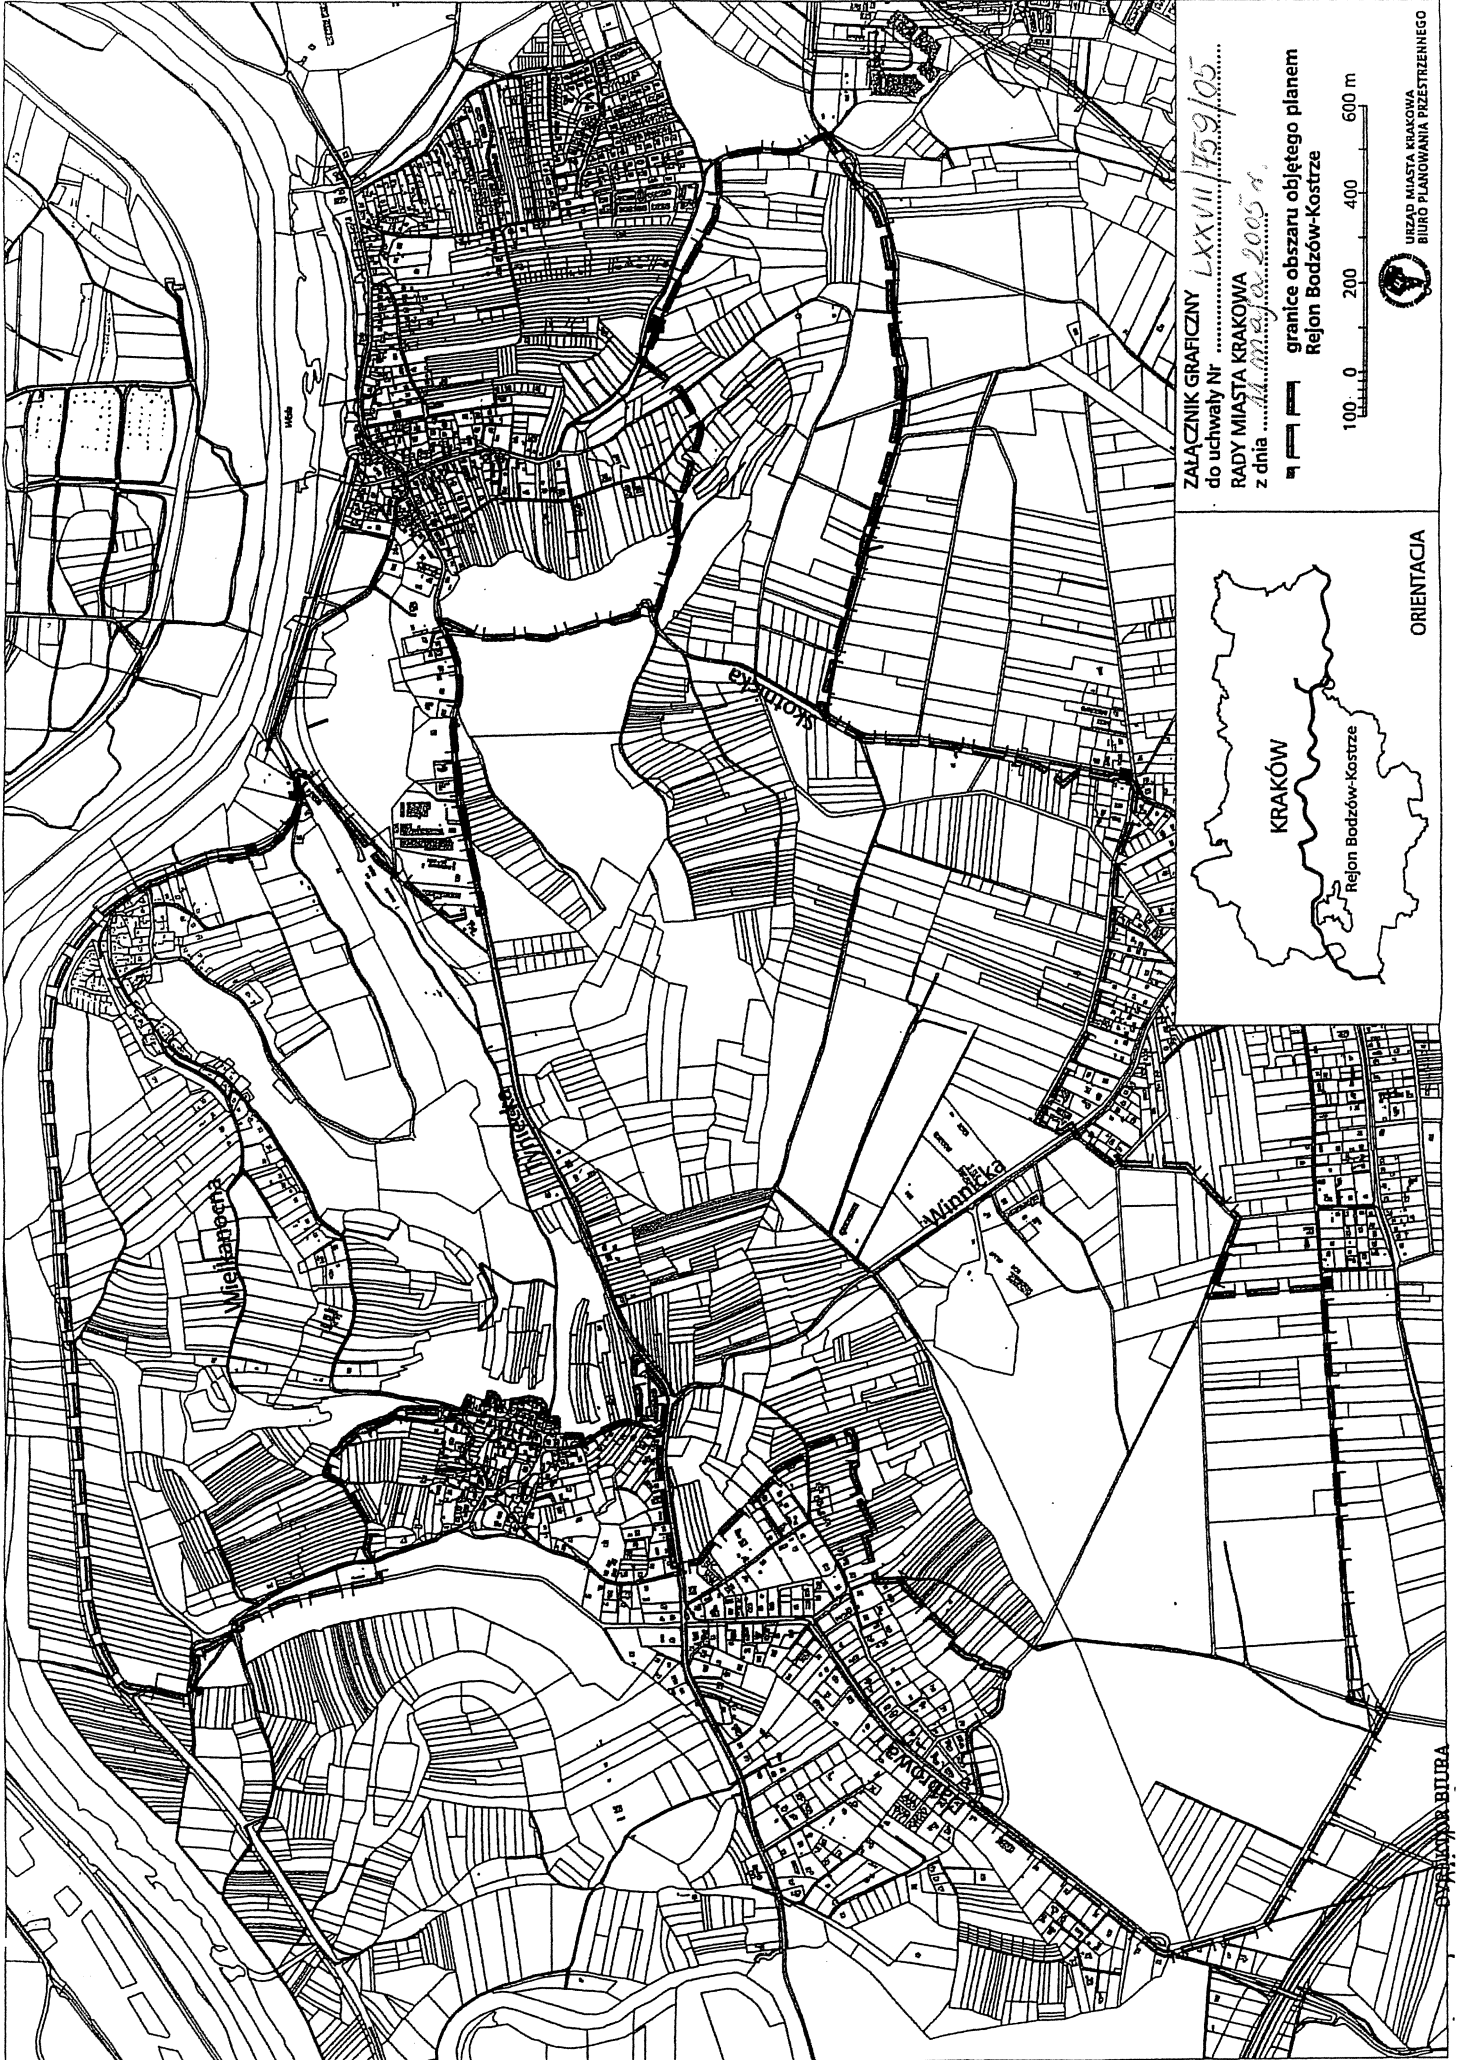 ZAŁĄCZNIK GRAFICZNY
do uchwały Nr LXXVIII/759/05
RADY MIASTA KRAKOWA
z dnia 11 maja 2005 r.
granice obszaru objętego planem
Rejon Bodzów-Kostrze
100 0 200 400 600 m
URZĄD MIASTA KRAKOWA
BIURO PLANOWANIA PRZESTRZENNEGO
KRAKÓW
Rejon Bodzów-Kostrze
ORIENTACJA
Wisła
Skotnicka
Tyniecka
Wielkanocna
Winnicka
Dąbrowa
DYREKTOR BIURA